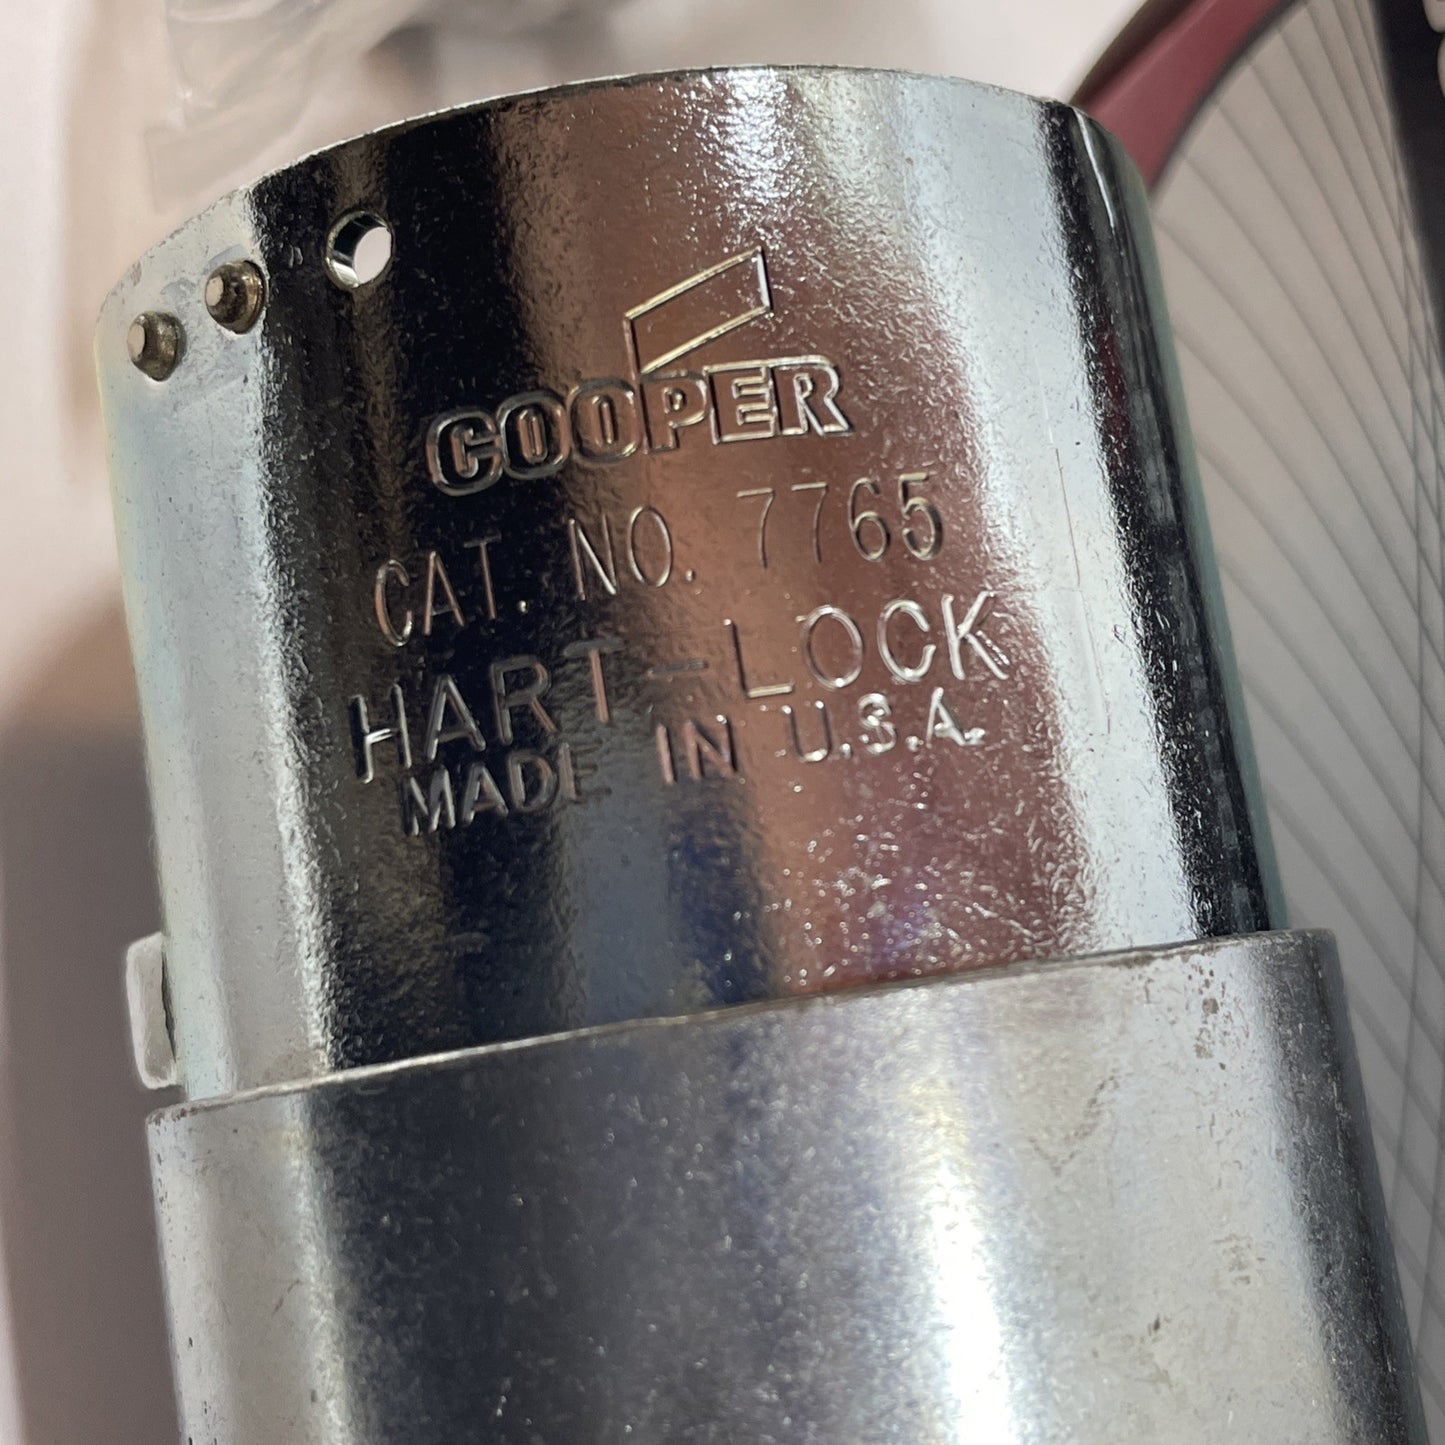 COOPER
CAT. NO. 7765
HART-LOCK
MADE IN U.S.A.